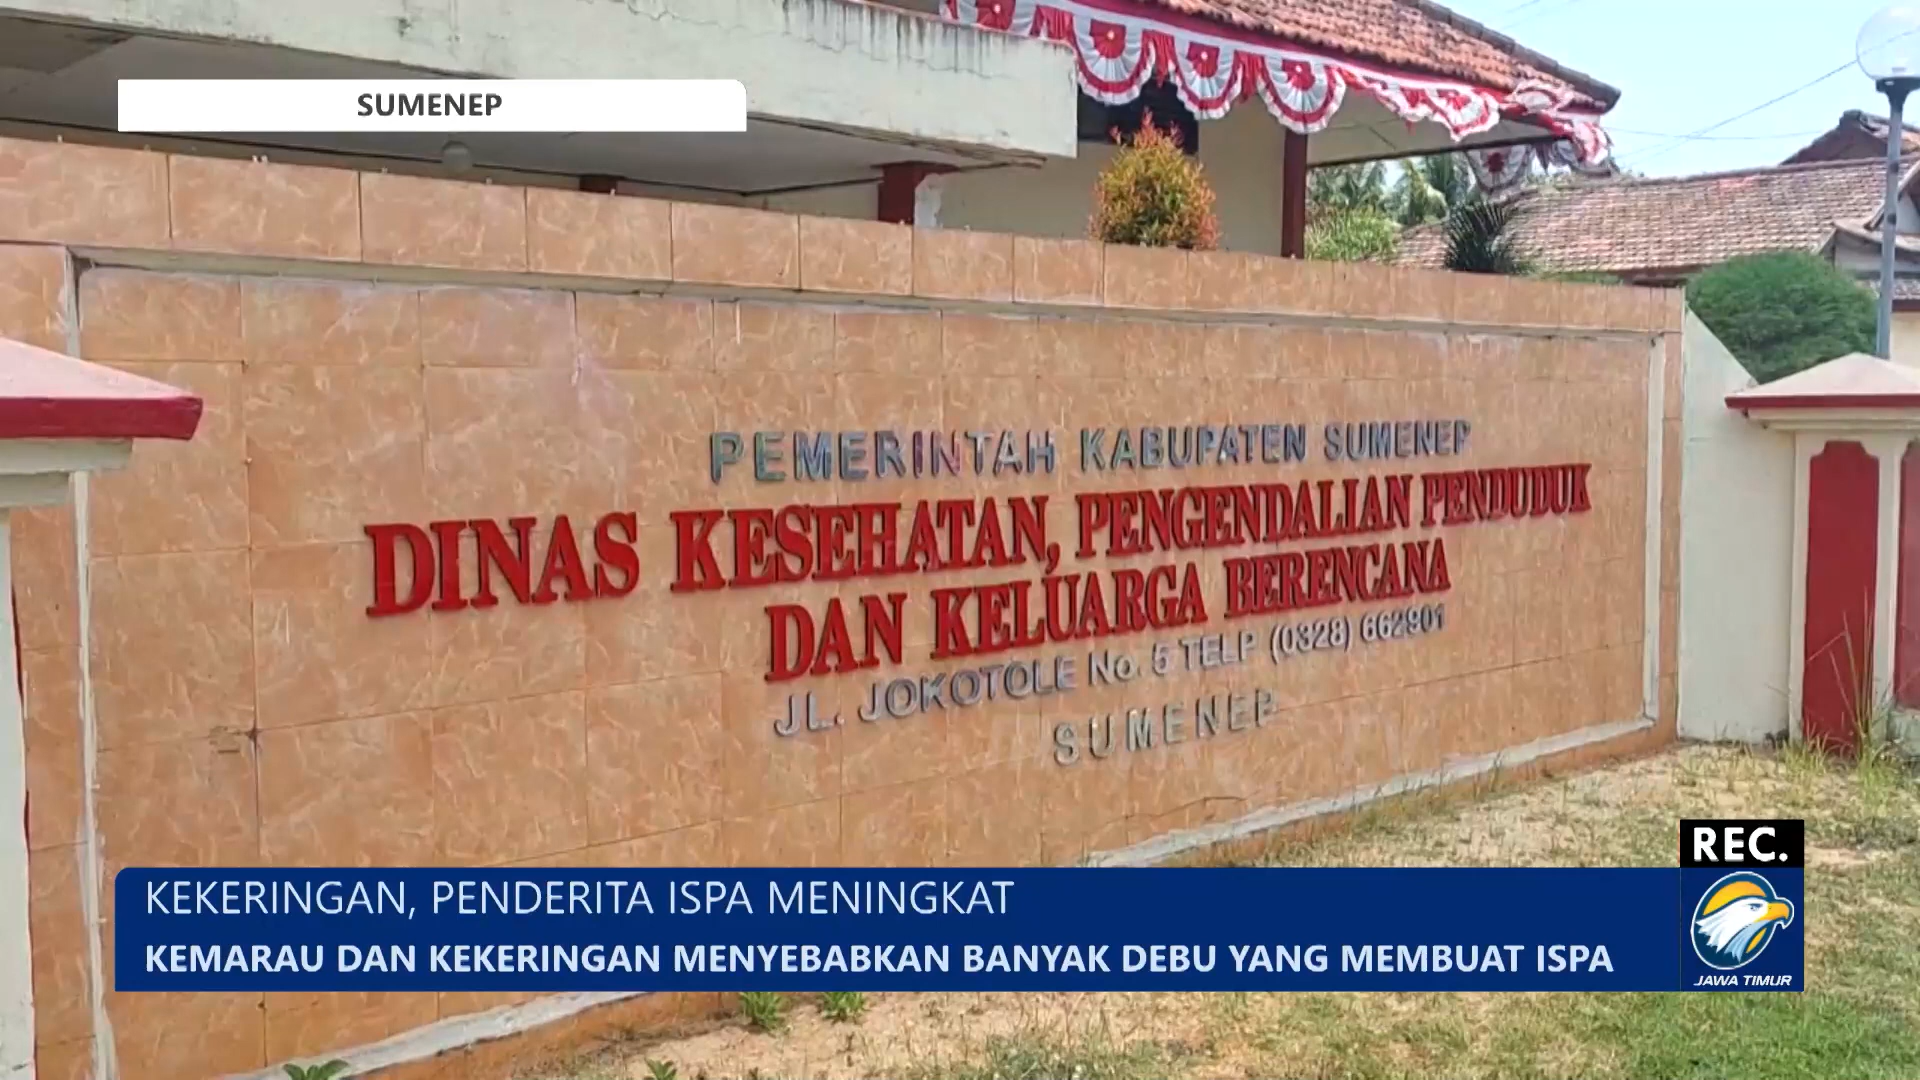 SUMENEP
PEMERINTAH KABUPATEN SUMENEP
DINAS KESEHATAN, PENGENDALIAN PENDUDUK
DAN KELUARGA BERENCANA
JL. JOKOTOLE No. 5 TELP (0328) 662901
SUMENEP
REC.
KEKERINGAN, PENDERITA ISPA MENINGKAT
KEMARAU DAN KEKERINGAN MENYEBABKAN BANYAK DEBU YANG MEMBUAT ISPA
JAWA TIMUR